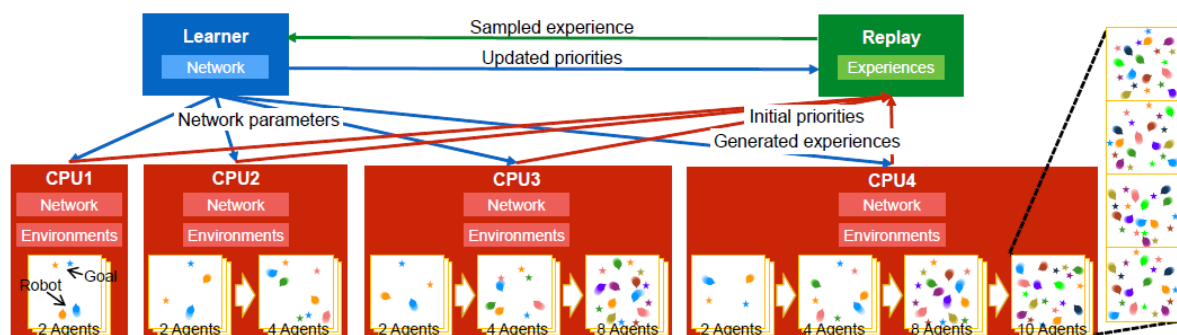 Learner
Network
Sampled experience
Updated priorities
Replay
Experiences
Network parameters
Initial priorities
Generated experiences
CPU1
Network
Environments
Goal
Robot
2 Agents
CPU2
Network
Environments
2 Agents
4 Agents
CPU3
Network
Environments
2 Agents
4 Agents
8 Agents
CPU4
Network
Environments
2 Agents
4 Agents
8 Agents
10 Agents